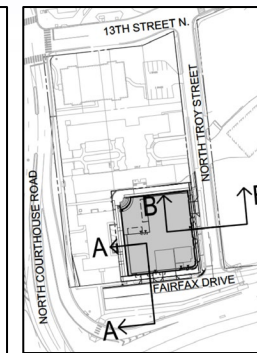 13TH STREET N.
NORTH TROY STREET
NORTH COURTHOUSE ROAD
B
A
FAIRFAX DRIVE
A